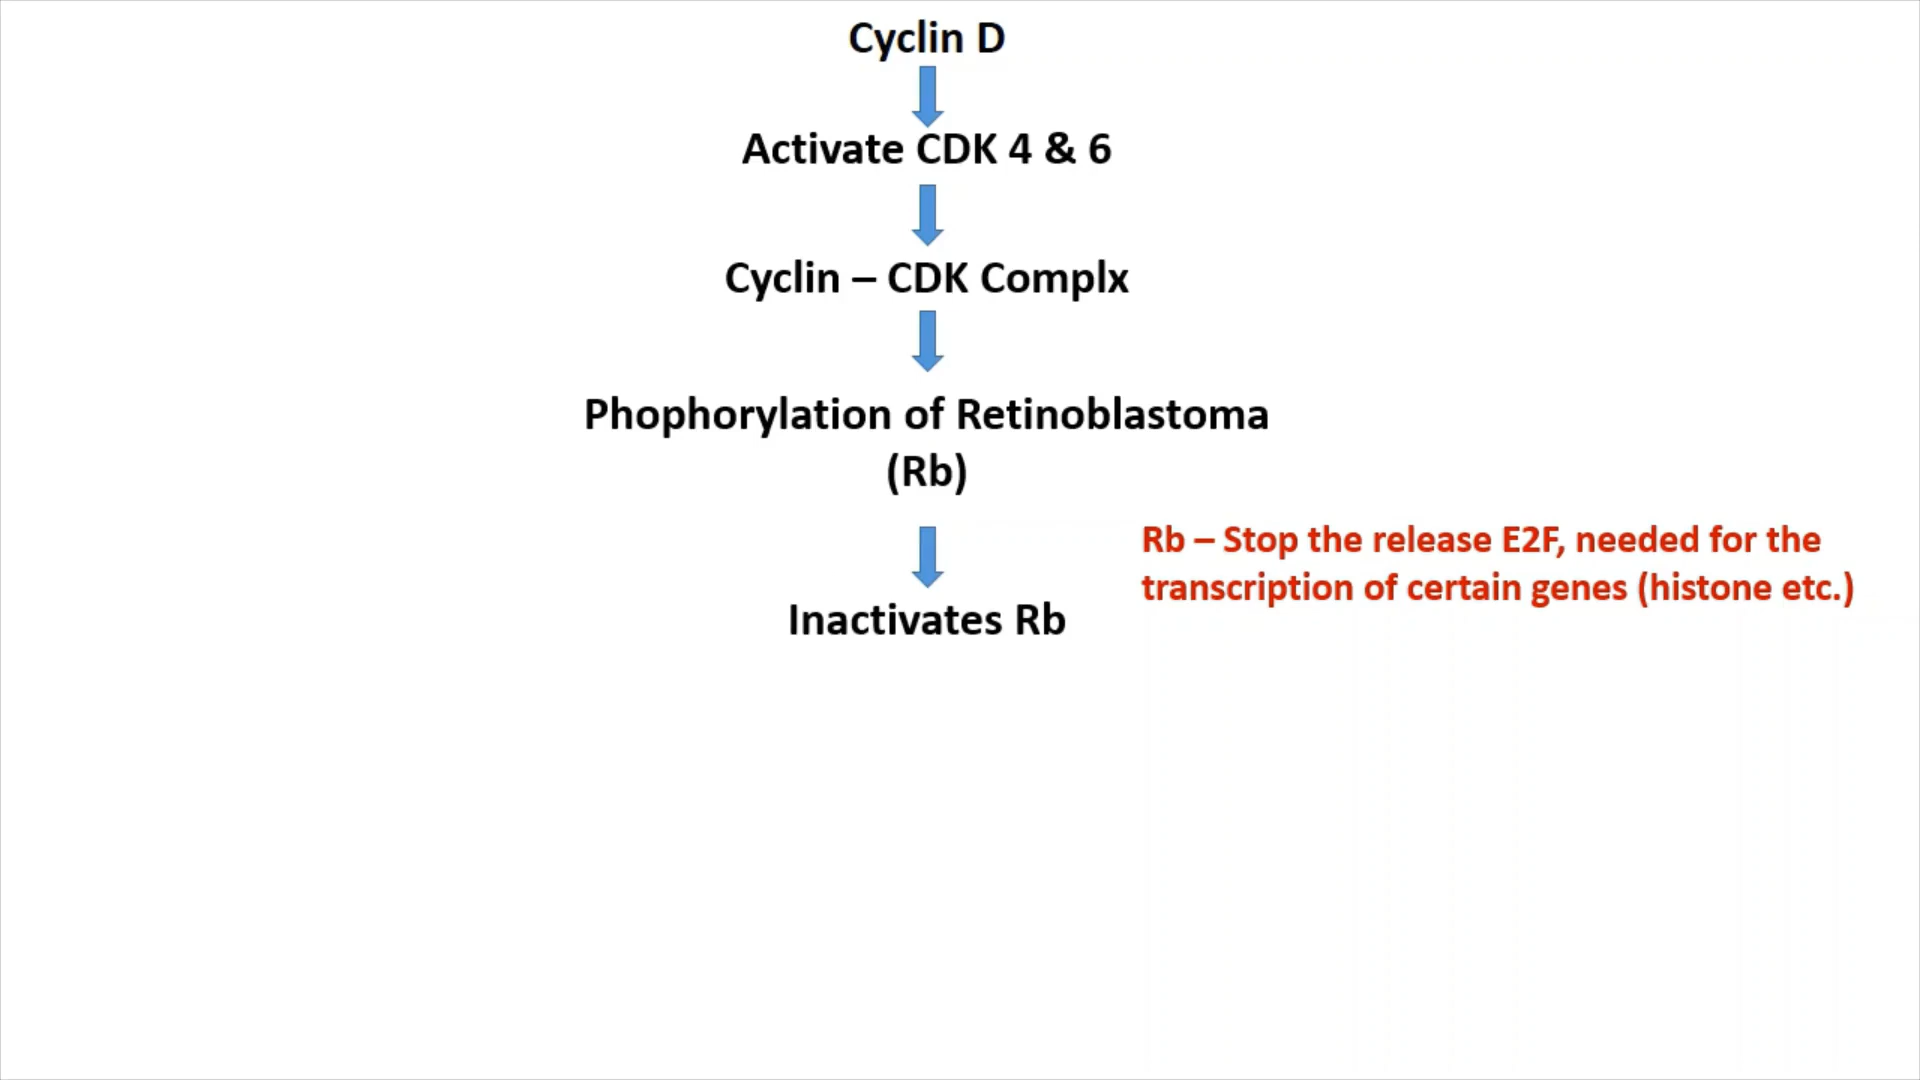 Cyclin D
Activate CDK 4 & 6
Cyclin – CDK Complx
Phophorylation of Retinoblastoma
(Rb)
Rb – Stop the release E2F, needed for the
transcription of certain genes (histone etc.)
Inactivates Rb